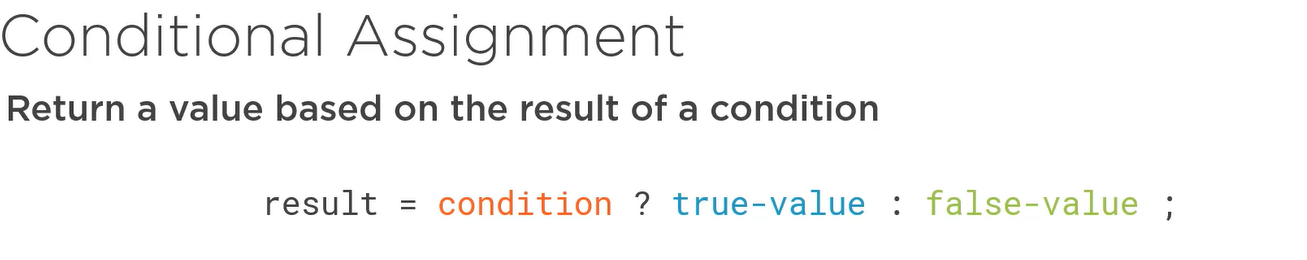 Conditional Assignment
Return a value based on the result of a condition
result = condition ? true-value : false-value ;